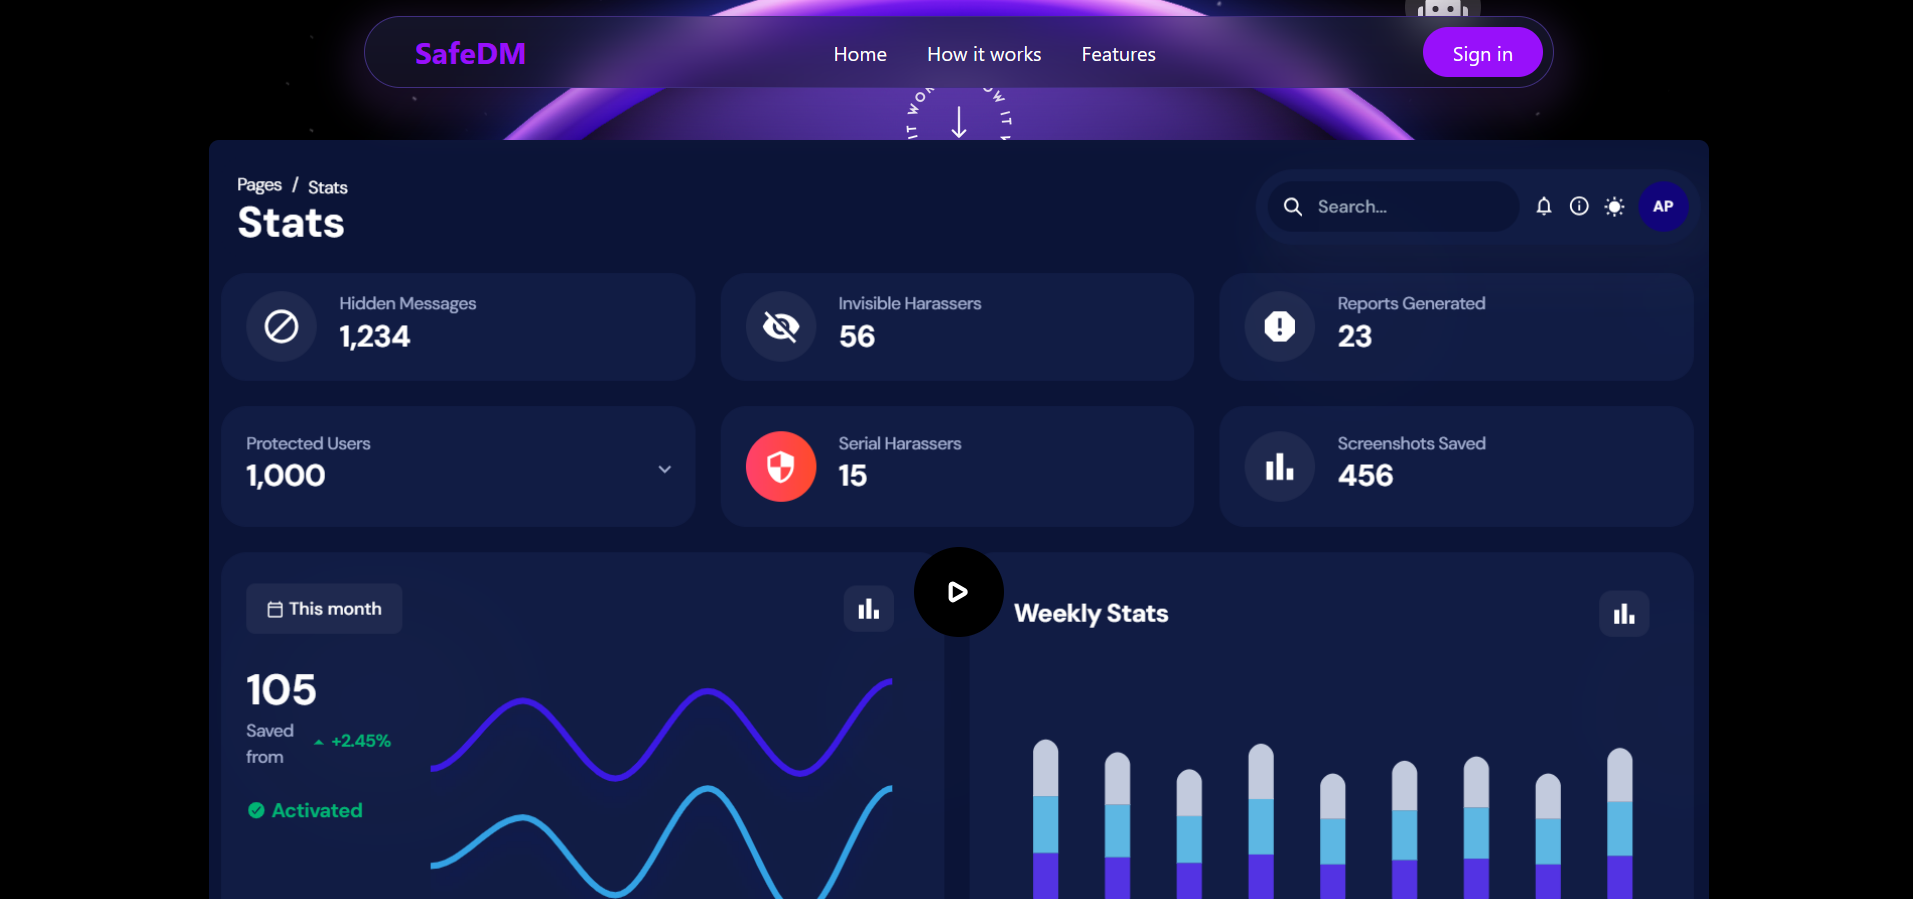 SafeDM
Home
How it works
Features
Sign in
Pages / Stats
Stats
Search...
AP
Hidden Messages
1,234
Invisible Harassers
56
Reports Generated
23
Protected Users
1,000
Serial Harassers
15
Screenshots Saved
456
This month
Weekly Stats
105
Saved
from
+2.45%
Activated